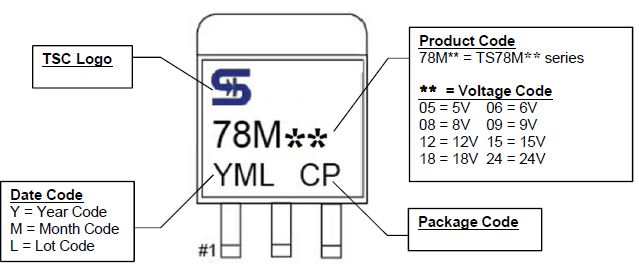 TSC Logo
78M**
YML CP
#1
Product Code
78M** = TS78M** series
** = Voltage Code
05 = 5V 06 = 6V
08 = 8V 09 = 9V
12 = 12V 15 = 15V
18 = 18V 24 = 24V
Date Code
Y = Year Code
M = Month Code
L = Lot Code
Package Code